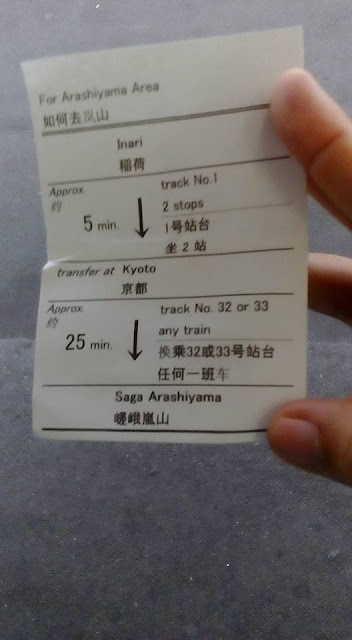 For Arashiyama Area
如何去岚山
Inari
稲荷
Approx.
约
5 min.
track No.1
2 stops
1号站台
坐 2 站
transfer at Kyoto
京都
Approx.
约
25 min.
track No. 32 or 33
any train
换乘32或33号站台
任何一班车
Saga Arashiyama
嵯峨嵐山